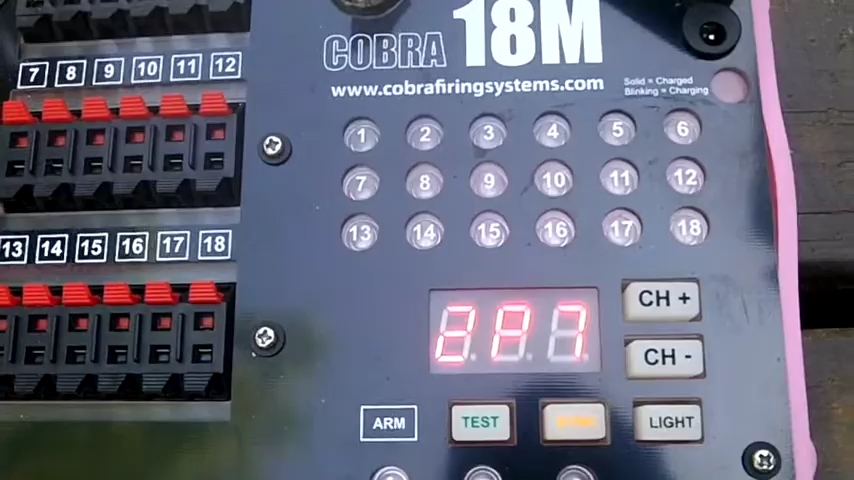 COBRA 18M
www.cobrafiringsystems.com
Solid = Charged
Blinking = Charging
7 8 9 10 11 12
1 2 3 4 5 6
7 8 9 10 11 12
13 14 15 16 17 18
13 14 15 16 17 18
2P7
CH +
CH -
ARM
TEST
LIGHT